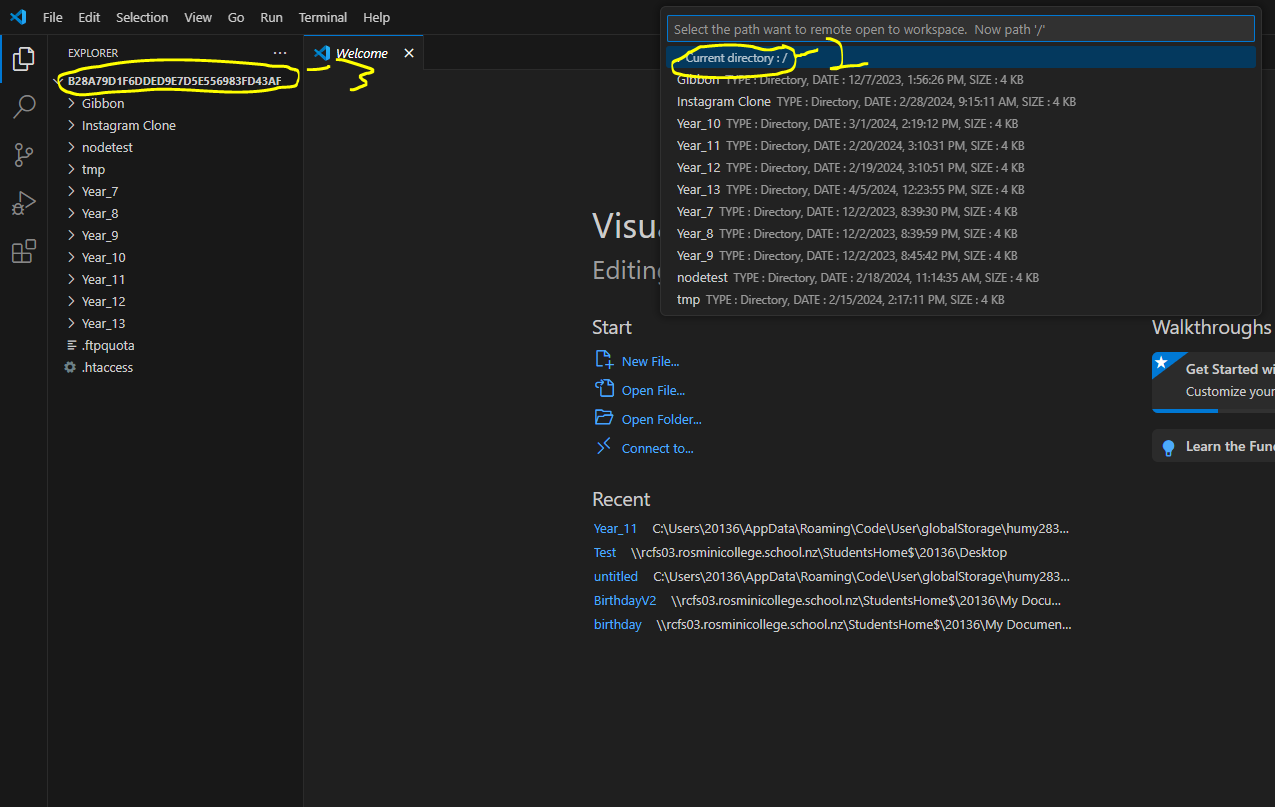 File Edit Selection View Go Run Terminal Help
EXPLORER
B28A79D1F6DDED9E7D5E556983FD43AF
Gibbon
Instagram Clone
nodetest
tmp
Year_7
Year_8
Year_9
Year_10
Year_11
Year_12
Year_13
.ftpquota
.htaccess
Welcome
Select the path want to remote open to workspace. Now path '/'
Current directory : /
Gibbon TYPE : Directory, DATE : 12/7/2023, 1:56:26 PM, SIZE : 4 KB
Instagram Clone TYPE : Directory, DATE : 2/28/2024, 9:15:11 AM, SIZE : 4 KB
Year_10 TYPE : Directory, DATE : 3/1/2024, 2:19:12 PM, SIZE : 4 KB
Year_11 TYPE : Directory, DATE : 2/20/2024, 3:10:31 PM, SIZE : 4 KB
Year_12 TYPE : Directory, DATE : 2/19/2024, 3:10:51 PM, SIZE : 4 KB
Year_13 TYPE : Directory, DATE : 4/5/2024, 12:23:55 PM, SIZE : 4 KB
Year_7 TYPE : Directory, DATE : 12/2/2023, 8:39:30 PM, SIZE : 4 KB
Year_8 TYPE : Directory, DATE : 12/2/2023, 8:39:59 PM, SIZE : 4 KB
Year_9 TYPE : Directory, DATE : 12/2/2023, 8:45:42 PM, SIZE : 4 KB
nodetest TYPE : Directory, DATE : 2/18/2024, 11:14:35 AM, SIZE : 4 KB
tmp TYPE : Directory, DATE : 2/15/2024, 2:17:11 PM, SIZE : 4 KB
Visu
Editing
Start
New File...
Open File...
Open Folder...
Connect to...
Recent
Year_11 C:\Users\20136\AppData\Roaming\Code\User\globalStorage\humy283...
Test \\rcfs03.rosminicollege.school.nz\StudentsHome$\20136\Desktop
untitled C:\Users\20136\AppData\Roaming\Code\User\globalStorage\humy283...
BirthdayV2 \\rcfs03.rosminicollege.school.nz\StudentsHome$\20136\My Docu...
birthday \\rcfs03.rosminicollege.school.nz\StudentsHome$\20136\My Documen...
Walkthroughs
Get Started wi
Customize your
Learn the Fun